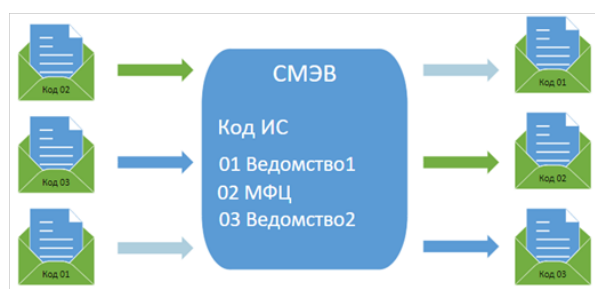 Код 02
Код 03
Код 01
СМЭВ
Код ИС
01 Ведомство1
02 МФЦ
03 Ведомство2
Код 01
Код 02
Код 03